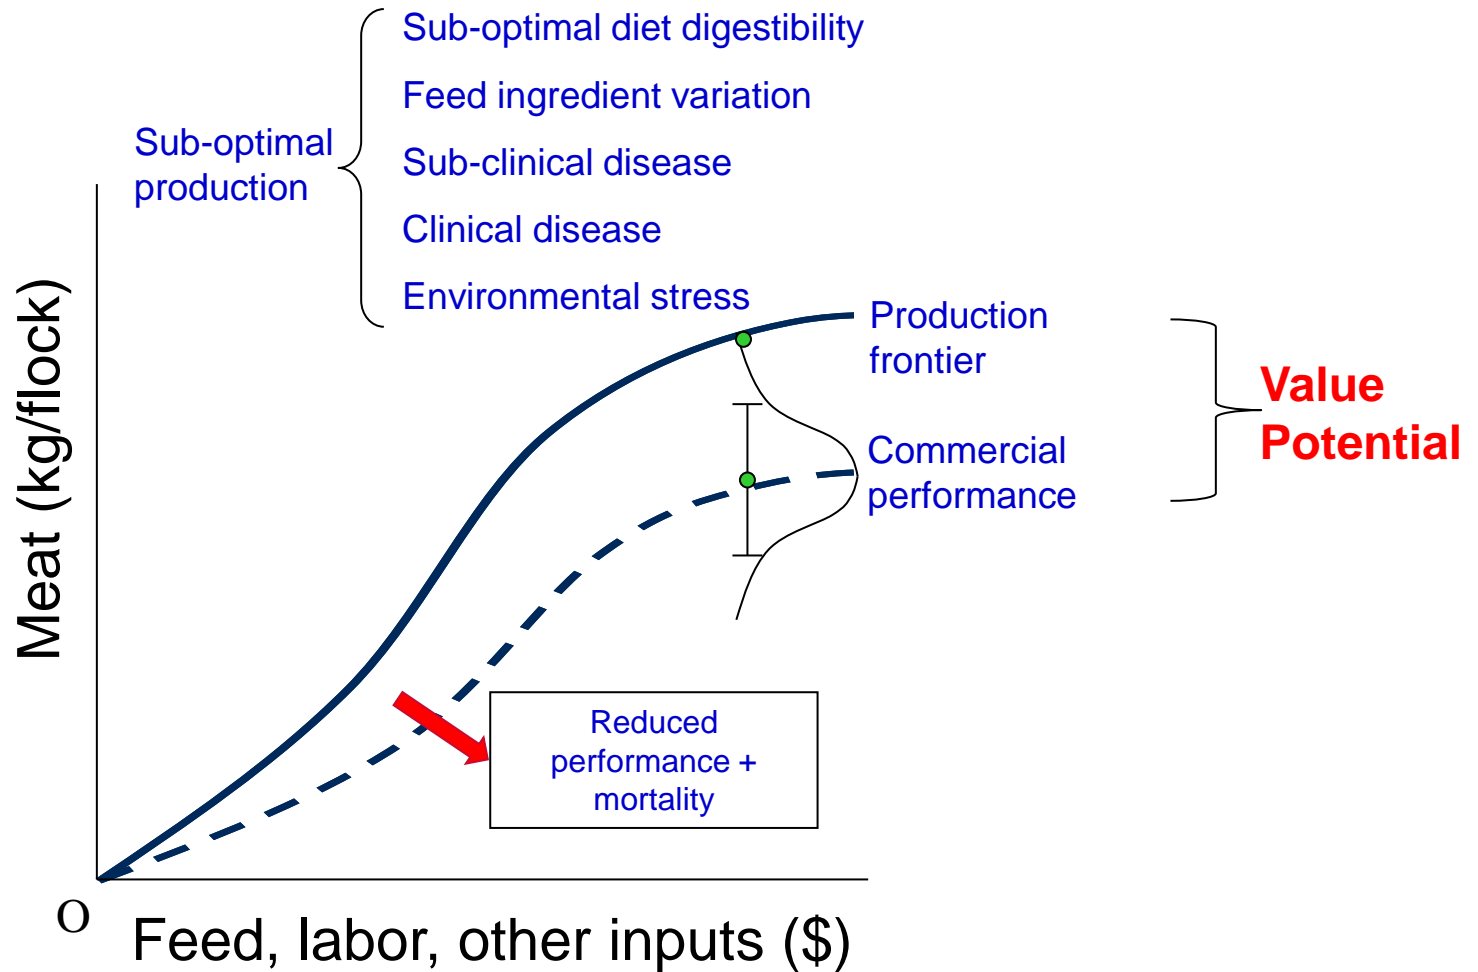 Sub-optimal diet digestibility
Feed ingredient variation
Sub-optimal
production
Sub-clinical disease
Clinical disease
Environmental stress
Production
frontier
Value
Potential
Commercial
performance
Meat (kg/flock)
Reduced
performance +
mortality
O
Feed, labor, other inputs ($)